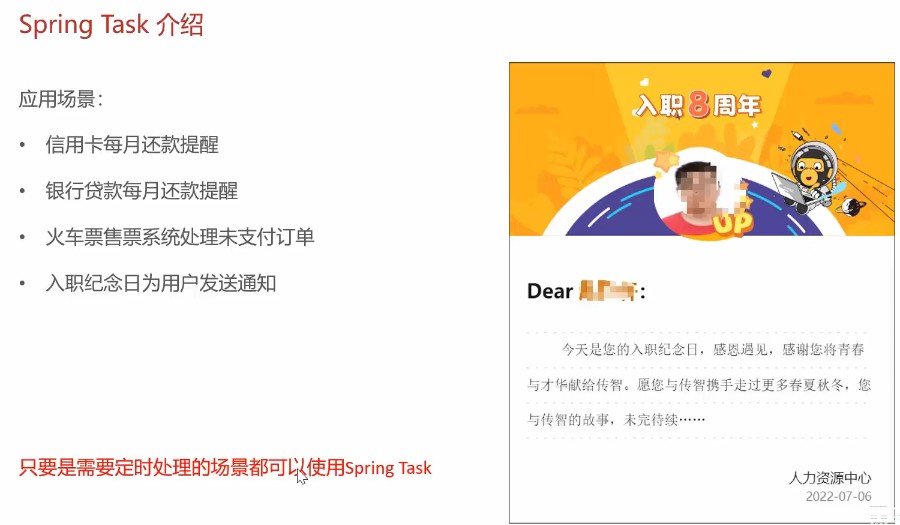 Spring Task 介绍
应用场景：
• 信用卡每月还款提醒
• 银行贷款每月还款提醒
• 火车票售票系统处理未支付订单
• 入职纪念日为用户发送通知
只要是需要定时处理的场景都可以使用Spring Task
入职8周年
UP
Dear
:
今天是您的入职纪念日，感恩遇见，感谢您将青春
与才华献给传智。愿您与传智携手走过更多春夏秋冬，您
与传智的故事，未完待续……
人力资源中心
2022-07-06